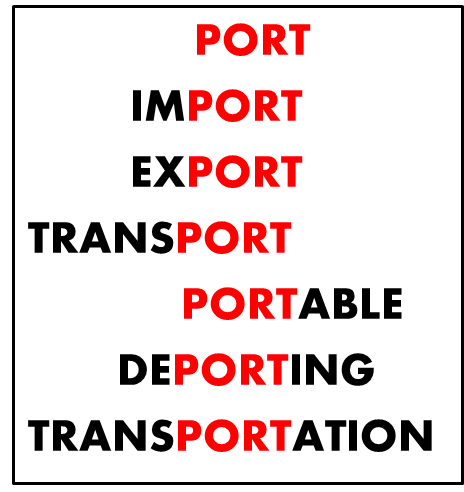 PORT
IMPORT
EXPORT
TRANSPORT
PORTABLE
DEPORTING
TRANSPORTATION